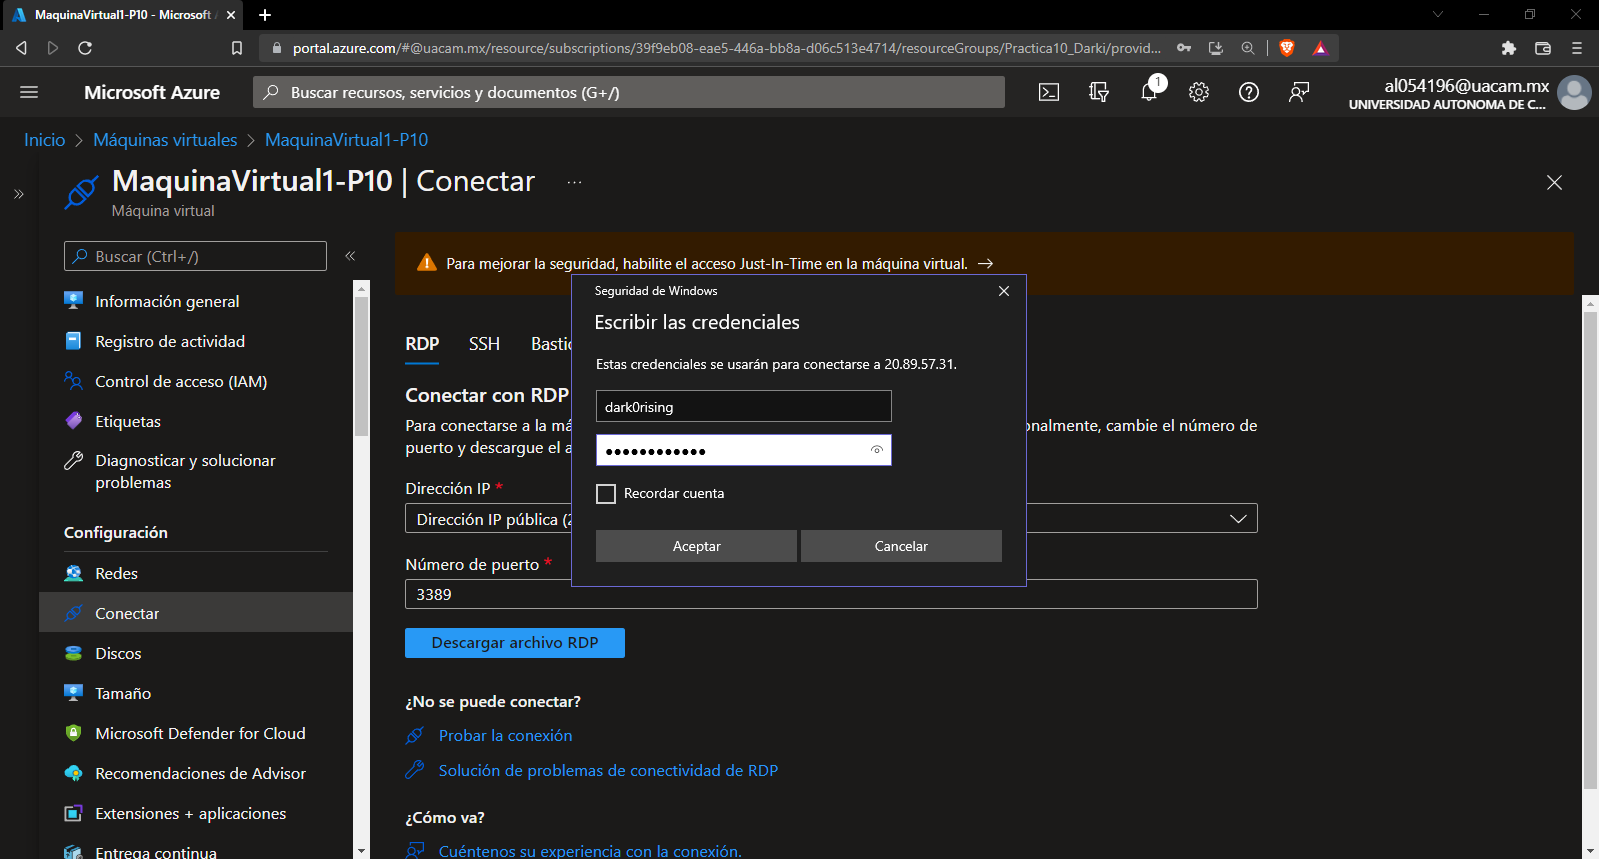 MaquinaVirtual1-P10 - Microsoft
portal.azure.com/#@uacam.mx/resource/subscriptions/39f9eb08-eae5-446a-bb8a-d06c513e4714/resourceGroups/Practica10_Darki/provid...
Microsoft Azure
Buscar recursos, servicios y documentos (G+/)
1
al054196@uacam.mx
UNIVERSIDAD AUTONOMA DE C...
Inicio > Máquinas virtuales > MaquinaVirtual1-P10
MaquinaVirtual1-P10 | Conectar ...
Máquina virtual
Buscar (Ctrl+/)
Información general
Registro de actividad
Control de acceso (IAM)
Etiquetas
Diagnosticar y solucionar
problemas
Configuración
Redes
Conectar
Discos
Tamaño
Microsoft Defender for Cloud
Recomendaciones de Advisor
Extensiones + aplicaciones
Entrega continua
Para mejorar la seguridad, habilite el acceso Just-In-Time en la máquina virtual. →
RDP SSH Bastic
Conectar con RDP
Para conectarse a la má onalmente, cambie el número de
puerto y descargue el a
Dirección IP *
Dirección IP pública (2
Número de puerto *
3389
Descargar archivo RDP
¿No se puede conectar?
Probar la conexión
Solución de problemas de conectividad de RDP
¿Cómo va?
Cuéntenos su experiencia con la conexión.
Seguridad de Windows
Escribir las credenciales
Estas credenciales se usarán para conectarse a 20.89.57.31.
dark0rising
●●●●●●●●●●●●
Recordar cuenta
Aceptar
Cancelar